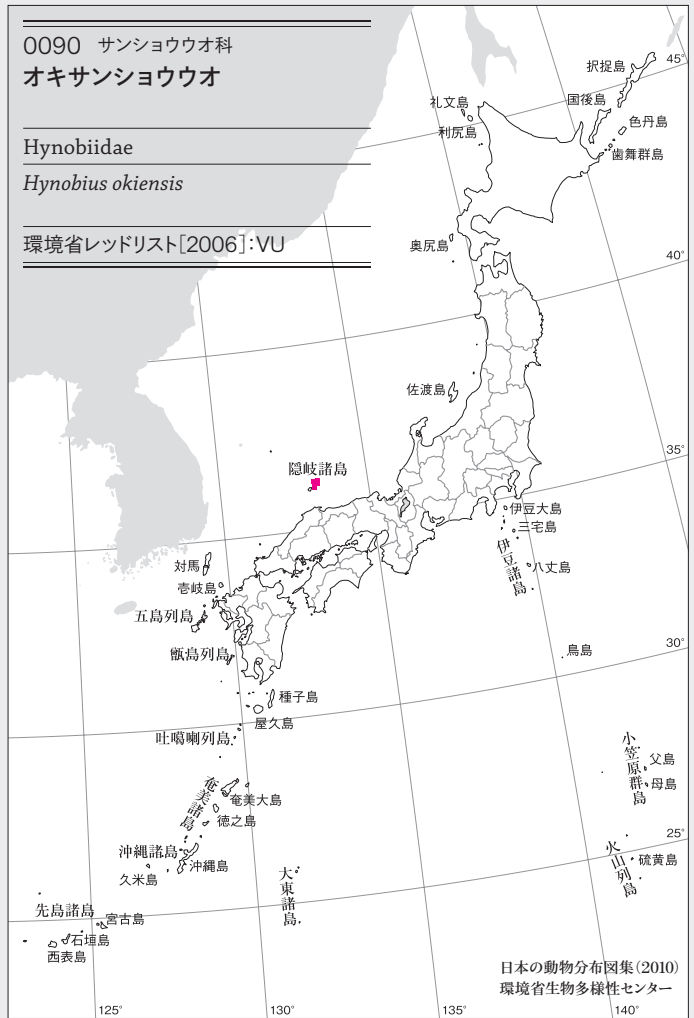 0090 サンショウウオ科
オキサンショウウオ
Hynobiidae
Hynobius okiensis
環境省レッドリスト[2006]:VU
択捉島
45°
礼文島
国後島
利尻島
色丹島
歯舞群島
奥尻島
40°
佐渡島
35°
隠岐諸島
伊豆大島
三宅島
伊豆諸島
八丈島
対馬
壱岐島
五島列島
甑島列島
鳥島
30°
種子島
屋久島
吐噶喇列島
小笠原群島
父島
母島
奄美諸島
奄美大島
徳之島
25°
沖縄諸島
沖縄島
久米島
火山列島
硫黄島
大東諸島
先島諸島
宮古島
石垣島
西表島
日本の動物分布図集(2010)
環境省生物多様性センター
125°
130°
135°
140°